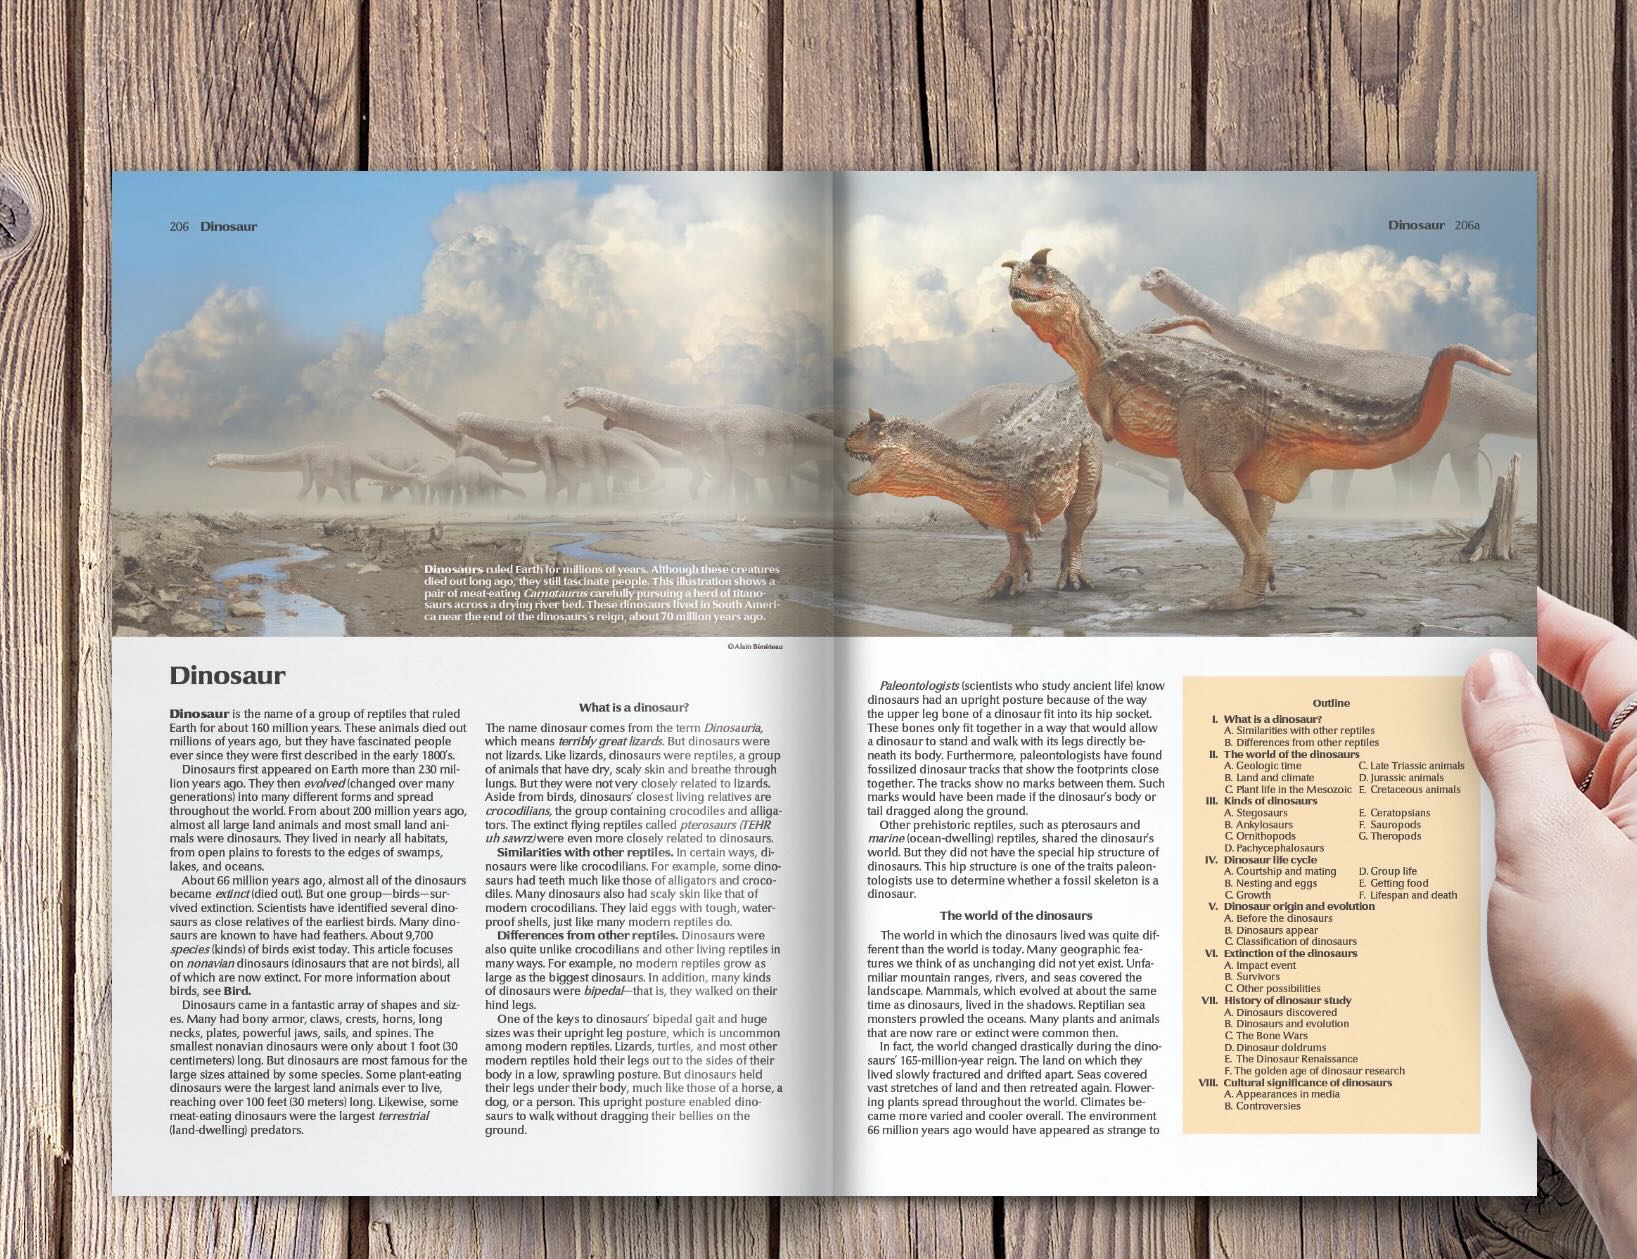 206 Dinosaur
Dinosaur 206a
Dinosaurs ruled Earth for millions of years. Although these creatures
died out long ago, they still fascinate people. This illustration shows a
pair of meat-eating Carnotaurus carefully pursuing a herd of titano-
saurs across a drying river bed. These dinosaurs lived in South Ameri-
ca near the end of the dinosaurs's reign, about 70 million years ago.
©Alain Bénéteau
Dinosaur
Dinosaur is the name of a group of reptiles that ruled
Earth for about 160 million years. These animals died out
millions of years ago, but they have fascinated people
ever since they were first described in the early 1800's.
Dinosaurs first appeared on Earth more than 230 mil-
lion years ago. They then evolved (changed over many
generations) into many different forms and spread
throughout the world. From about 200 million years ago,
almost all large land animals and most small land ani-
mals were dinosaurs. They lived in nearly all habitats,
from open plains to forests to the edges of swamps,
lakes, and oceans.
About 66 million years ago, almost all of the dinosaurs
became extinct (died out). But one group—birds—sur-
vived extinction. Scientists have identified several dino-
saurs as close relatives of the earliest birds. Many dino-
saurs are known to have had feathers. About 9,700
species (kinds) of birds exist today. This article focuses
on nonavian dinosaurs (dinosaurs that are not birds), all
of which are now extinct. For more information about
birds, see Bird.
Dinosaurs came in a fantastic array of shapes and siz-
es. Many had bony armor, claws, crests, horns, long
necks, plates, powerful jaws, sails, and spines. The
smallest nonavian dinosaurs were only about 1 foot (30
centimeters) long. But dinosaurs are most famous for the
large sizes attained by some species. Some plant-eating
dinosaurs were the largest land animals ever to live,
reaching over 100 feet (30 meters) long. Likewise, some
meat-eating dinosaurs were the largest terrestrial
(land-dwelling) predators.
What is a dinosaur?
The name dinosaur comes from the term Dinosauria,
which means terribly great lizards. But dinosaurs were
not lizards. Like lizards, dinosaurs were reptiles, a group
of animals that have dry, scaly skin and breathe through
lungs. But they were not very closely related to lizards.
Aside from birds, dinosaurs' closest living relatives are
crocodilians, the group containing crocodiles and alliga-
tors. The extinct flying reptiles called pterosaurs (TEHR
uh sawrz) were even more closely related to dinosaurs.
Similarities with other reptiles. In certain ways, di-
nosaurs were like crocodilians. For example, some dino-
saurs had teeth much like those of alligators and croco-
diles. Many dinosaurs also had scaly skin like that of
modern crocodilians. They laid eggs with tough, water-
proof shells, just like many modern reptiles do.
Differences from other reptiles. Dinosaurs were
also quite unlike crocodilians and other living reptiles in
many ways. For example, no modern reptiles grow as
large as the biggest dinosaurs. In addition, many kinds
of dinosaurs were bipedal—that is, they walked on their
hind legs.
One of the keys to dinosaurs' bipedal gait and huge
sizes was their upright leg posture, which is uncommon
among modern reptiles. Lizards, turtles, and most other
modern reptiles hold their legs out to the sides of their
body in a low, sprawling posture. But dinosaurs held
their legs under their body, much like those of a horse, a
dog, or a person. This upright posture enabled dino-
saurs to walk without dragging their bellies on the
ground.
Paleontologists (scientists who study ancient life) know
dinosaurs had an upright posture because of the way
the upper leg bone of a dinosaur fit into its hip socket.
These bones only fit together in a way that would allow
a dinosaur to stand and walk with its legs directly be-
neath its body. Furthermore, paleontologists have found
fossilized dinosaur tracks that show the footprints close
together. The tracks show no marks between them. Such
marks would have been made if the dinosaur's body or
tail dragged along the ground.
Other prehistoric reptiles, such as pterosaurs and
marine (ocean-dwelling) reptiles, shared the dinosaur's
world. But they did not have the special hip structure of
dinosaurs. This hip structure is one of the traits paleon-
tologists use to determine whether a fossil skeleton is a
dinosaur.
The world of the dinosaurs
The world in which the dinosaurs lived was quite dif-
ferent than the world is today. Many geographic fea-
tures we think of as unchanging did not yet exist. Unfa-
miliar mountain ranges, rivers, and seas covered the
landscape. Mammals, which evolved at about the same
time as dinosaurs, lived in the shadows. Reptilian sea
monsters prowled the oceans. Many plants and animals
that are now rare or extinct were common then.
In fact, the world changed drastically during the dino-
saurs' 165-million-year reign. The land on which they
lived slowly fractured and drifted apart. Seas covered
vast stretches of land and then retreated again. Flower-
ing plants spread throughout the world. Climates be-
came more varied and cooler overall. The environment
66 million years ago would have appeared as strange to
Outline
I. What is a dinosaur?
A. Similarities with other reptiles
B. Differences from other reptiles
II. The world of the dinosaurs
A. Geologic time C. Late Triassic animals
B. Land and climate D. Jurassic animals
C. Plant life in the Mesozoic E. Cretaceous animals
III. Kinds of dinosaurs
A. Stegosaurs E. Ceratopsians
B. Ankylosaurs F. Sauropods
C. Ornithopods G. Theropods
D. Pachycephalosaurs
IV. Dinosaur life cycle
A. Courtship and mating D. Group life
B. Nesting and eggs E. Getting food
C. Growth F. Lifespan and death
V. Dinosaur origin and evolution
A. Before the dinosaurs
B. Dinosaurs appear
C. Classification of dinosaurs
VI. Extinction of the dinosaurs
A. Impact event
B. Survivors
C. Other possibilities
VII. History of dinosaur study
A. Dinosaurs discovered
B. Dinosaurs and evolution
C. The Bone Wars
D. Dinosaur doldrums
E. The Dinosaur Renaissance
F. The golden age of dinosaur research
VIII. Cultural significance of dinosaurs
A. Appearances in media
B. Controversies